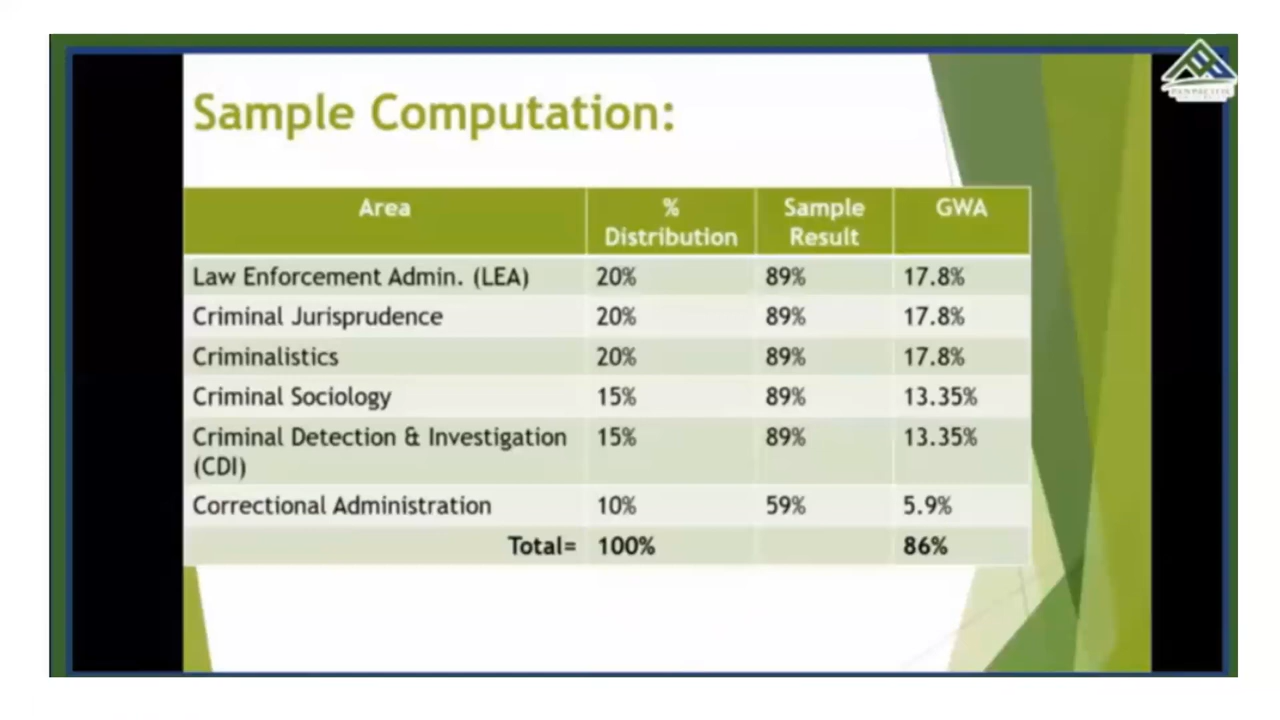 Sample Computation:
Area % Distribution Sample Result GWA
Law Enforcement Admin. (LEA) 20% 89% 17.8%
Criminal Jurisprudence 20% 89% 17.8%
Criminalistics 20% 89% 17.8%
Criminal Sociology 15% 89% 13.35%
Criminal Detection & Investigation (CDI) 15% 89% 13.35%
Correctional Administration 10% 59% 5.9%
Total= 100% 86%